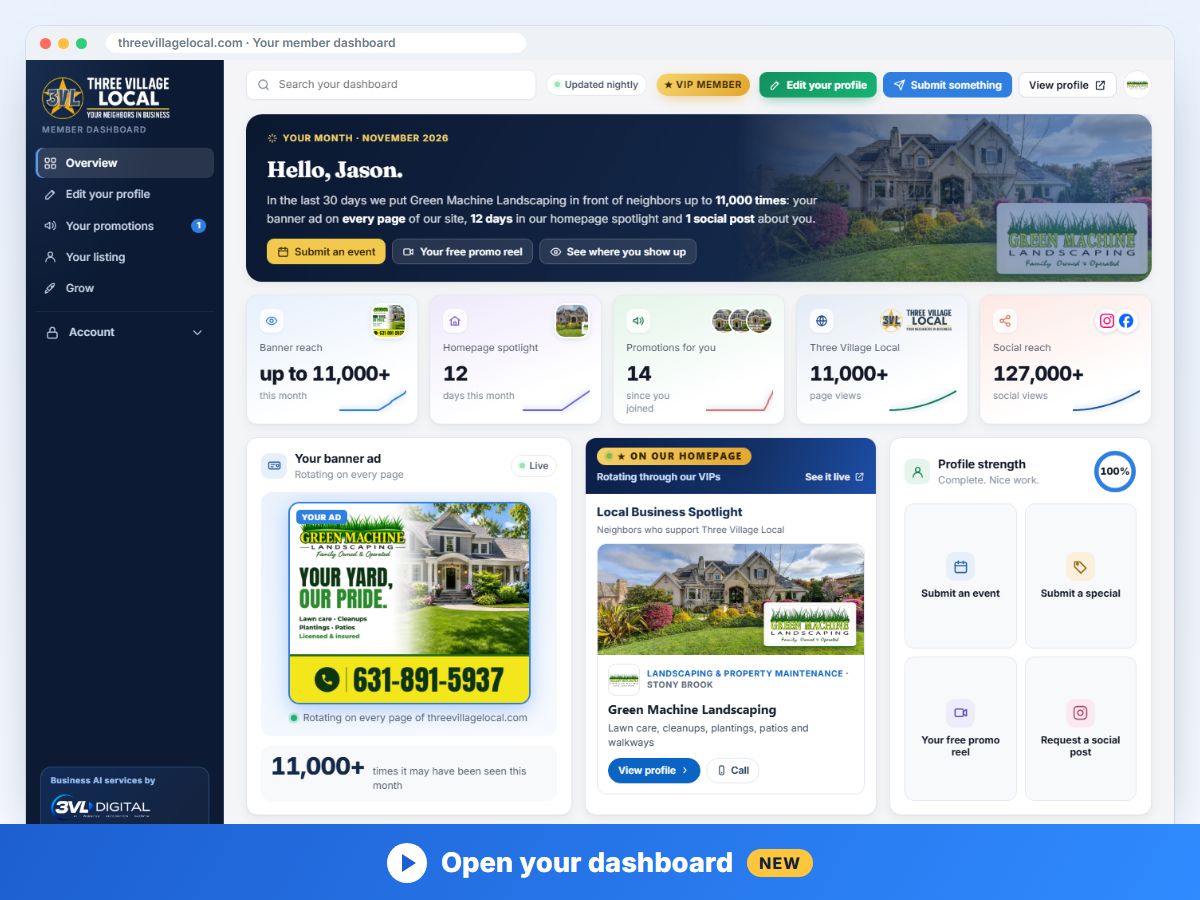 threevillagelocal.com · Your member dashboard
3VL THREE VILLAGE
LOCAL
YOUR NEIGHBORS IN BUSINESS
MEMBER DASHBOARD
Overview
Edit your profile
Your promotions 1
Your listing
Grow
Account
Business AI services by
3VL DIGITAL
Search your dashboard
Updated nightly
★ VIP MEMBER
Edit your profile
Submit something
View profile
YOUR MONTH · NOVEMBER 2026
Hello, Jason.
In the last 30 days we put Green Machine Landscaping in front of neighbors up to 11,000 times: your
banner ad on every page of our site, 12 days in our homepage spotlight and 1 social post about you.
Submit an event
Your free promo reel
See where you show up
GREEN MACHINE
LANDSCAPING
Family Owned & Operated
Banner reach
up to 11,000+
this month
Homepage spotlight
12
days this month
Promotions for you
14
since you
joined
3VL THREE VILLAGE
LOCAL
Three Village Local
11,000+
page views
Social reach
127,000+
social views
Your banner ad
Rotating on every page
Live
YOUR AD
GREEN MACHINE
LANDSCAPING
Family Owned & Operated
YOUR YARD,
OUR PRIDE.
Lawn care · Cleanups
Plantings · Patios
Licensed & insured
631-891-5937
Rotating on every page of threevillagelocal.com
11,000+ times it may have been seen this
month
★ ON OUR HOMEPAGE
Rotating through our VIPs
See it live
Local Business Spotlight
Neighbors who support Three Village Local
GREEN MACHINE
LANDSCAPING
Family Owned & Operated
LANDSCAPING & PROPERTY MAINTENANCE ·
STONY BROOK
Green Machine Landscaping
Lawn care, cleanups, plantings, patios and
walkways
View profile
Call
Profile strength
Complete. Nice work.
100%
Submit an event
Submit a special
Your free promo
reel
Request a social
post
Open your dashboard NEW